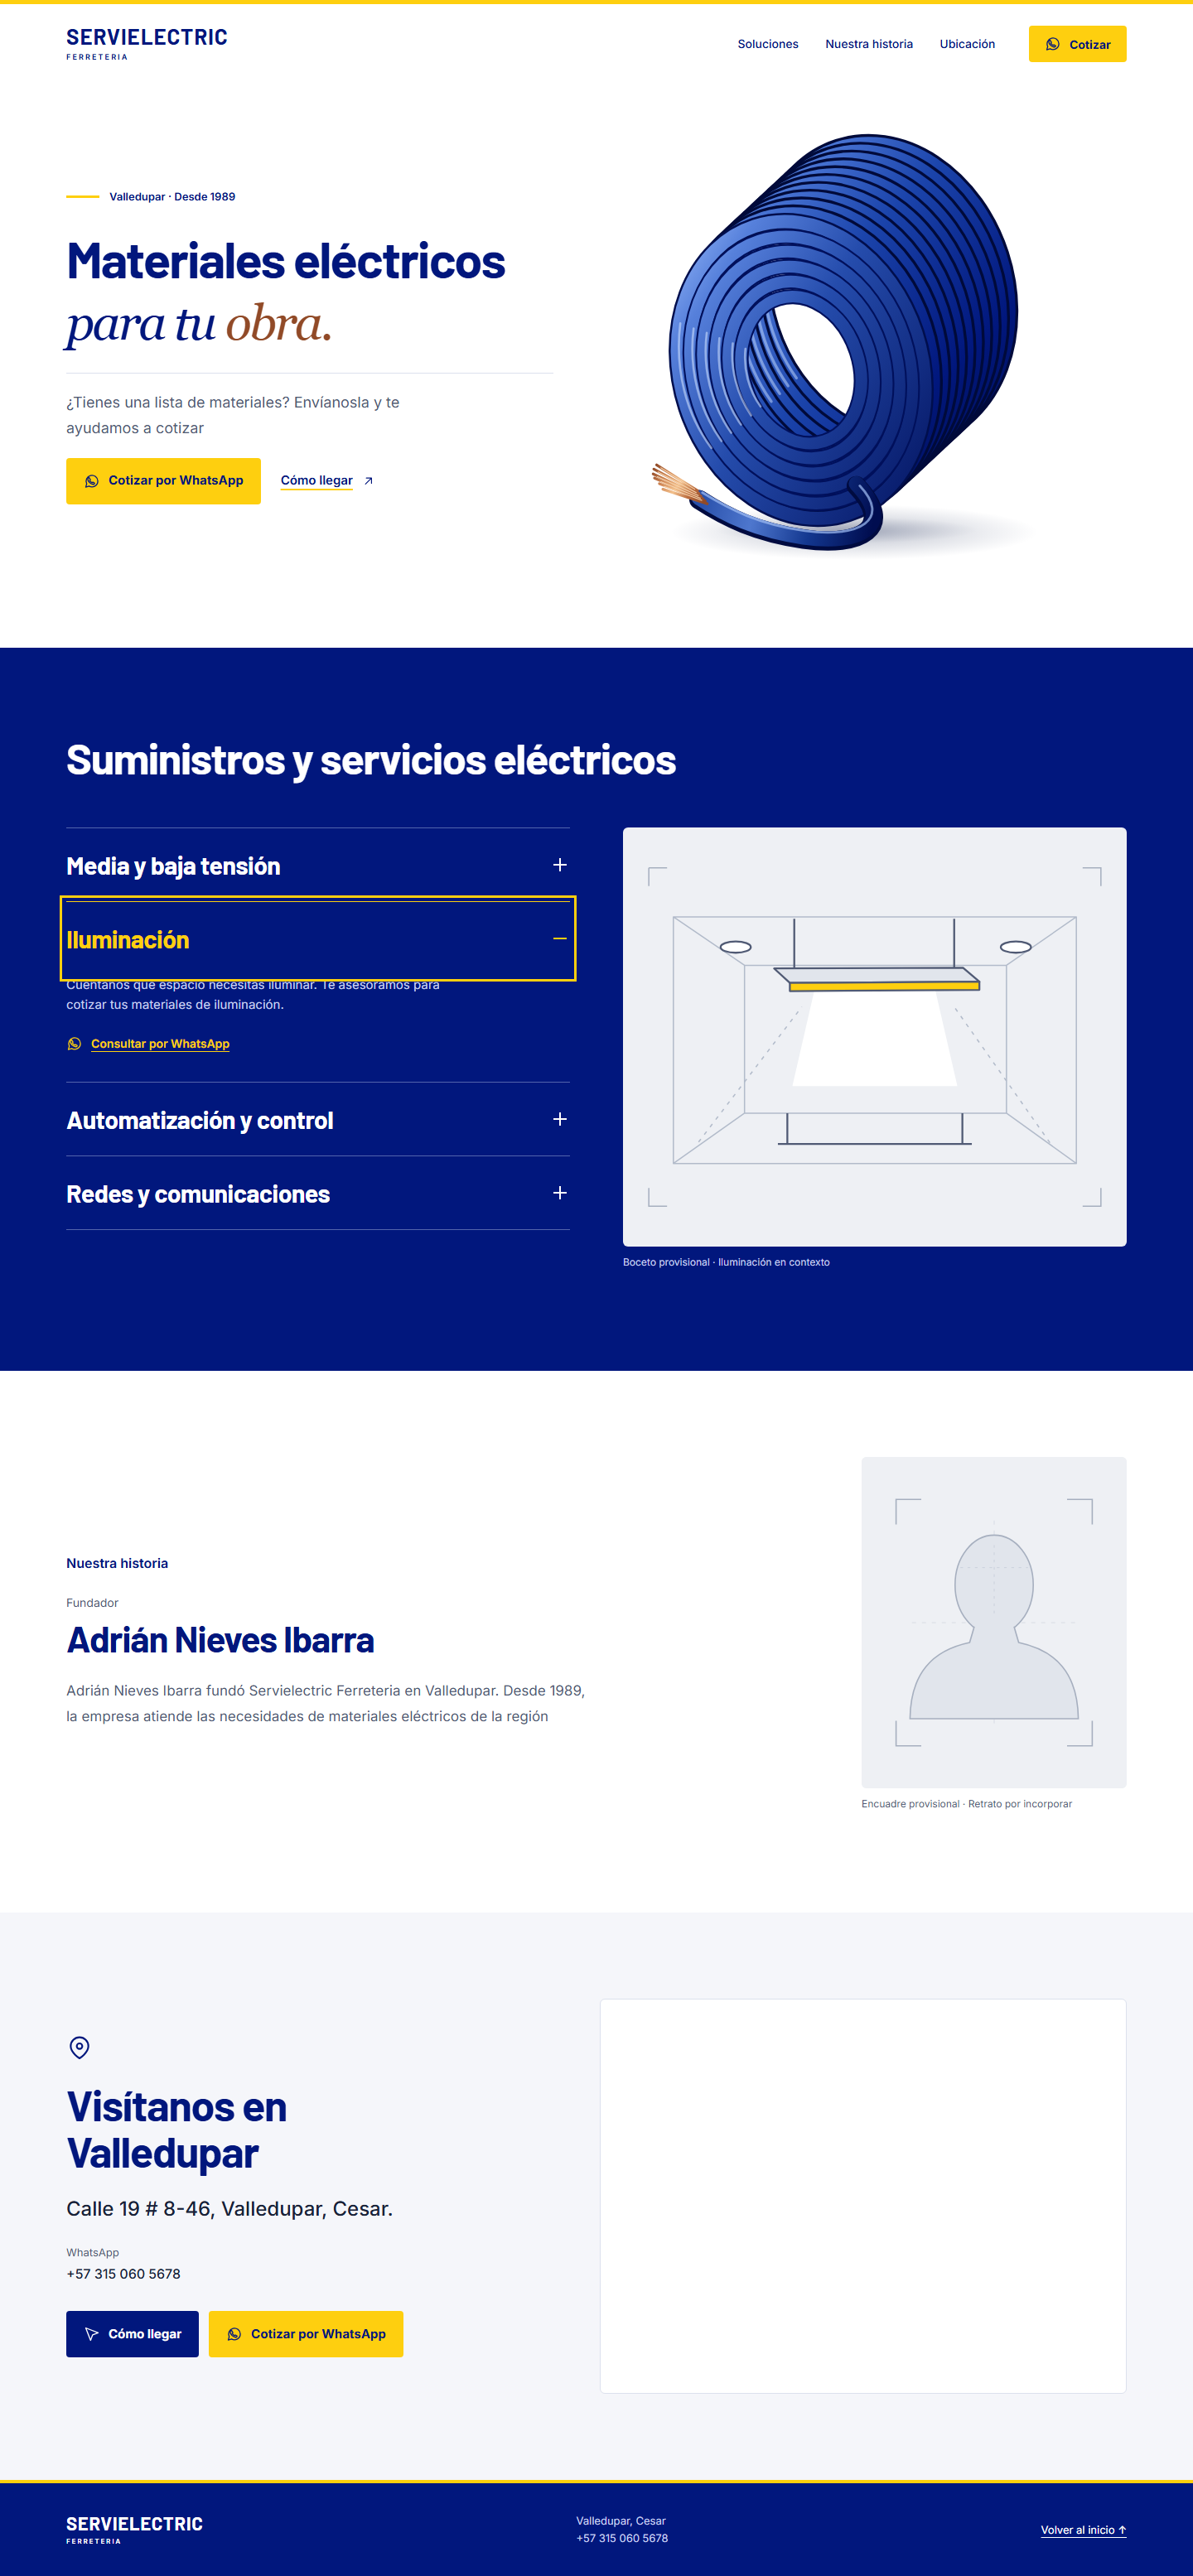 SERVIELECTRIC
FERRETERIA
Soluciones
Nuestra historia
Ubicación
Cotizar
Valledupar · Desde 1989
Materiales eléctricos
para tu obra.
¿Tienes una lista de materiales? Envíanosla y te
ayudamos a cotizar
Cotizar por WhatsApp
Cómo llegar
Suministros y servicios eléctricos
Media y baja tensión
Iluminación
Cuéntanos qué espacio necesitas iluminar. Te asesoramos para
cotizar tus materiales de iluminación.
Consultar por WhatsApp
Automatización y control
Redes y comunicaciones
Boceto provisional · Iluminación en contexto
Nuestra historia
Fundador
Adrián Nieves Ibarra
Adrián Nieves Ibarra fundó Servielectric Ferreteria en Valledupar. Desde 1989,
la empresa atiende las necesidades de materiales eléctricos de la región
Encuadre provisional · Retrato por incorporar
Visítanos en
Valledupar
Calle 19 # 8-46, Valledupar, Cesar.
WhatsApp
+57 315 060 5678
Cómo llegar
Cotizar por WhatsApp
SERVIELECTRIC
FERRETERIA
Valledupar, Cesar
+57 315 060 5678
Volver al inicio ↑